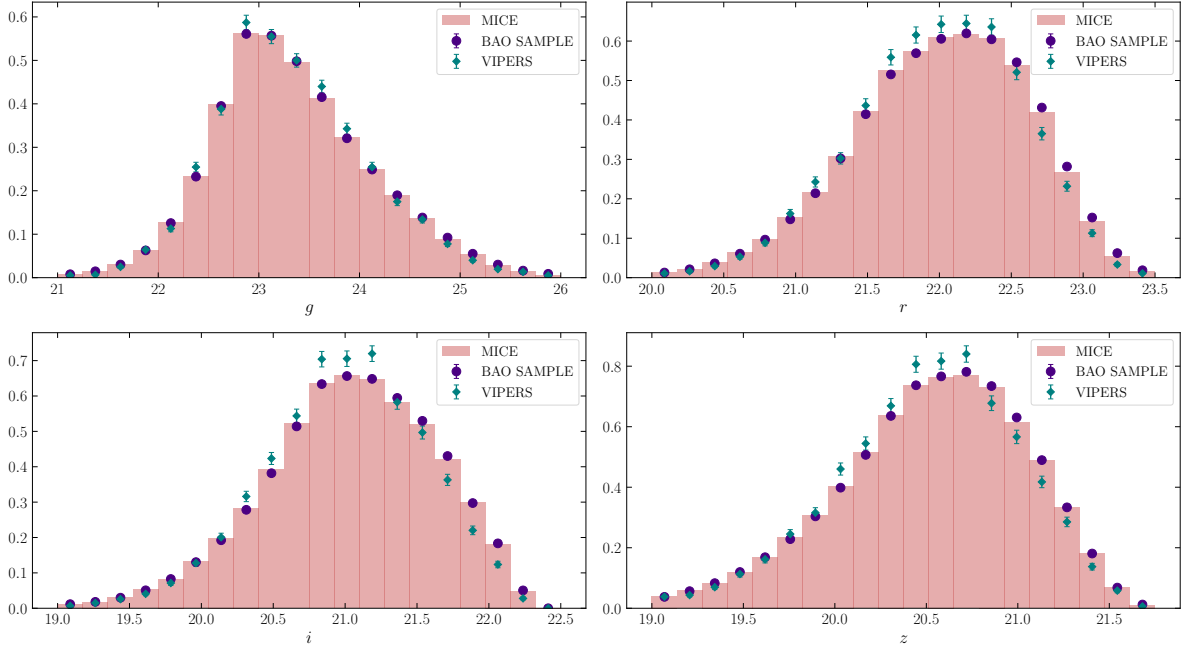 0.6
0.5
0.4
0.3
0.2
0.1
0.0
21 22 23 24 25 26
g
MICE
BAO SAMPLE
VIPERS
0.6
0.5
0.4
0.3
0.2
0.1
0.0
20.0 20.5 21.0 21.5 22.0 22.5 23.0 23.5
r
MICE
BAO SAMPLE
VIPERS
0.7
0.6
0.5
0.4
0.3
0.2
0.1
0.0
19.0 19.5 20.0 20.5 21.0 21.5 22.0 22.5
i
MICE
BAO SAMPLE
VIPERS
0.8
0.6
0.4
0.2
0.0
19.0 19.5 20.0 20.5 21.0 21.5
z
MICE
BAO SAMPLE
VIPERS